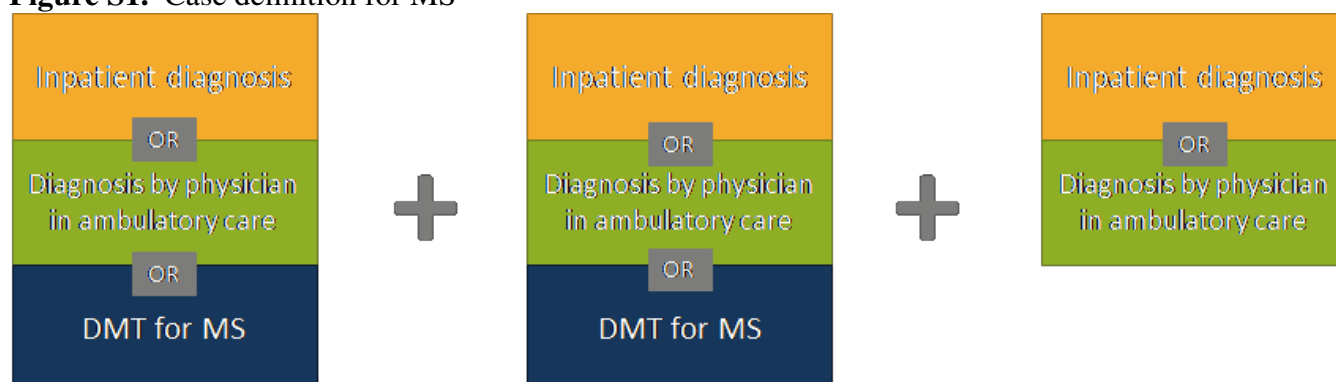 Figure S1. Case definition for MS
Inpatient diagnosis
OR
Diagnosis by physician
in ambulatory care
OR
DMT for MS
Inpatient diagnosis
OR
Diagnosis by physician
in ambulatory care
OR
DMT for MS
Inpatient diagnosis
OR
Diagnosis by physician
in ambulatory care